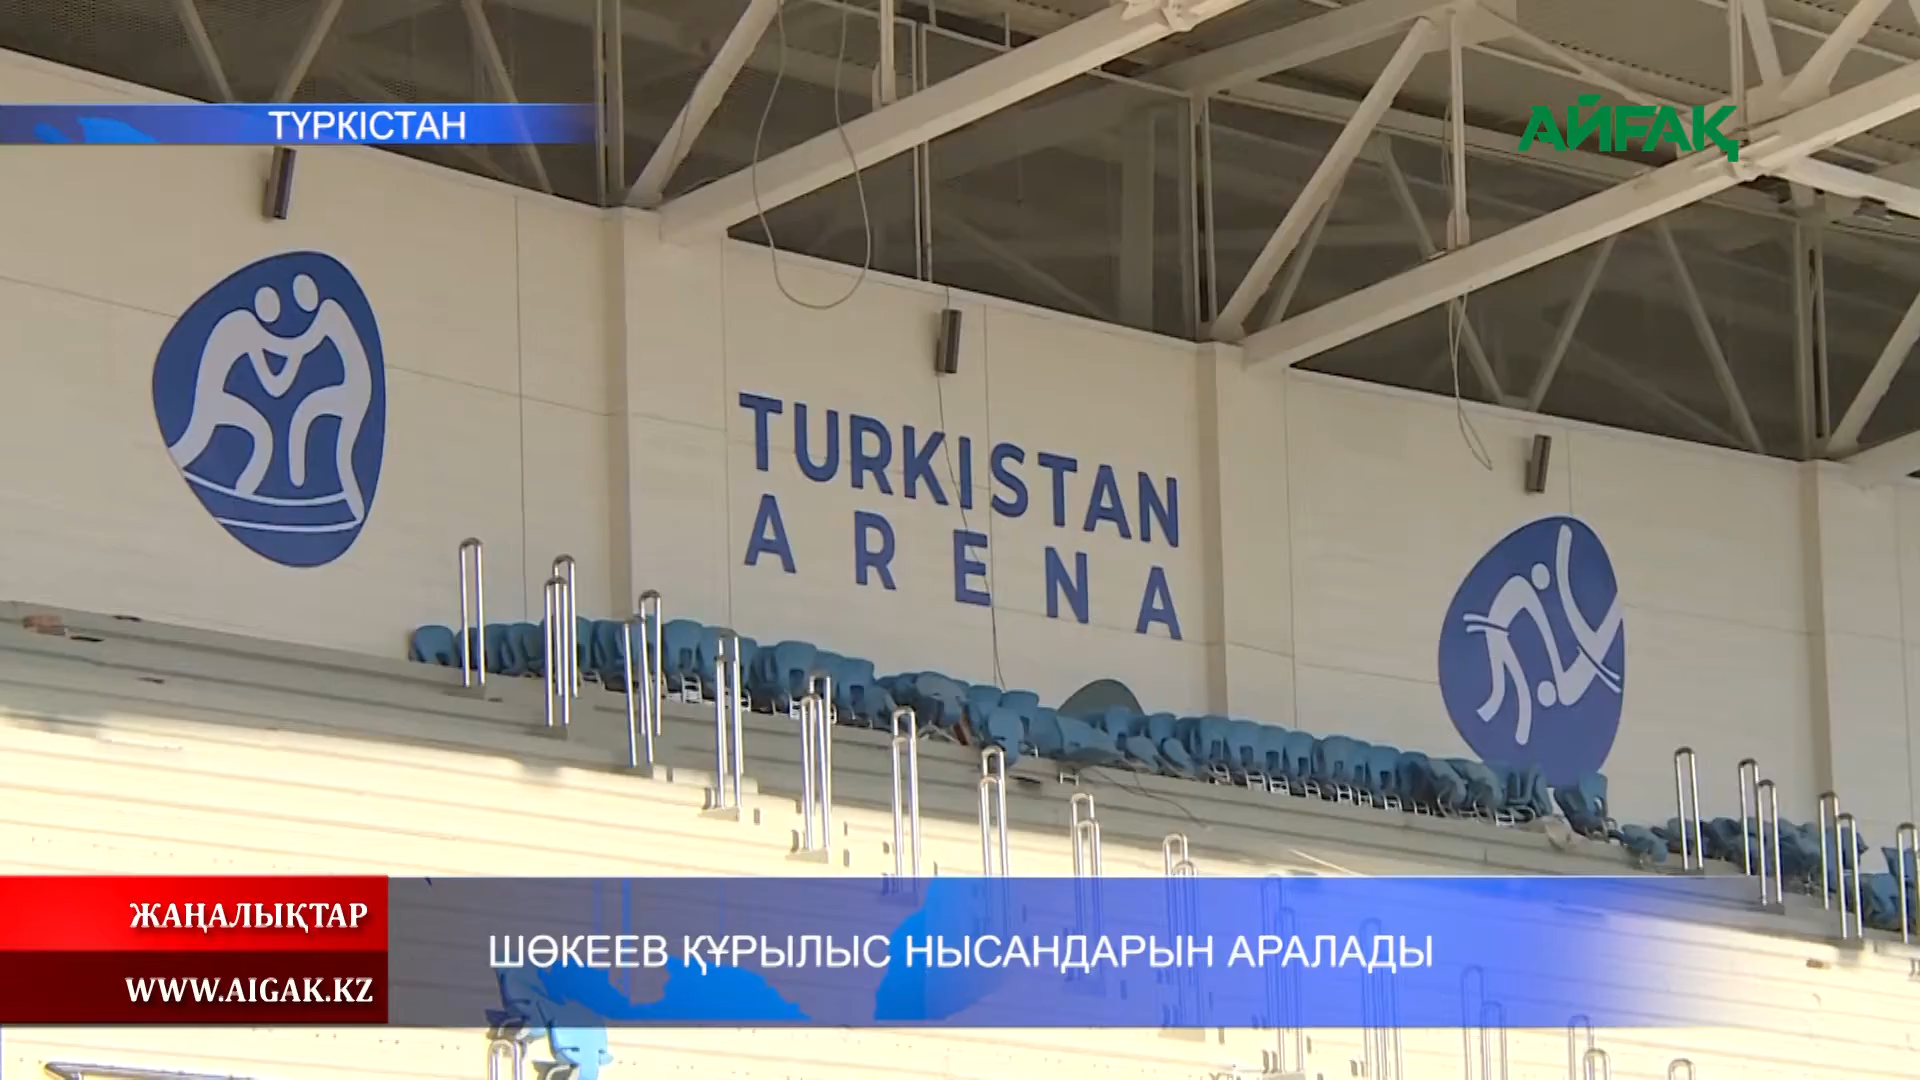 ТҮРКІСТАН
АЙҒАҚ
TURKISTAN
ARENA
ЖАҢАЛЫҚТАР
WWW.AIGAK.KZ
ШӨКЕЕВ ҚҰРЫЛЫС НЫСАНДАРЫН АРАЛАДЫ